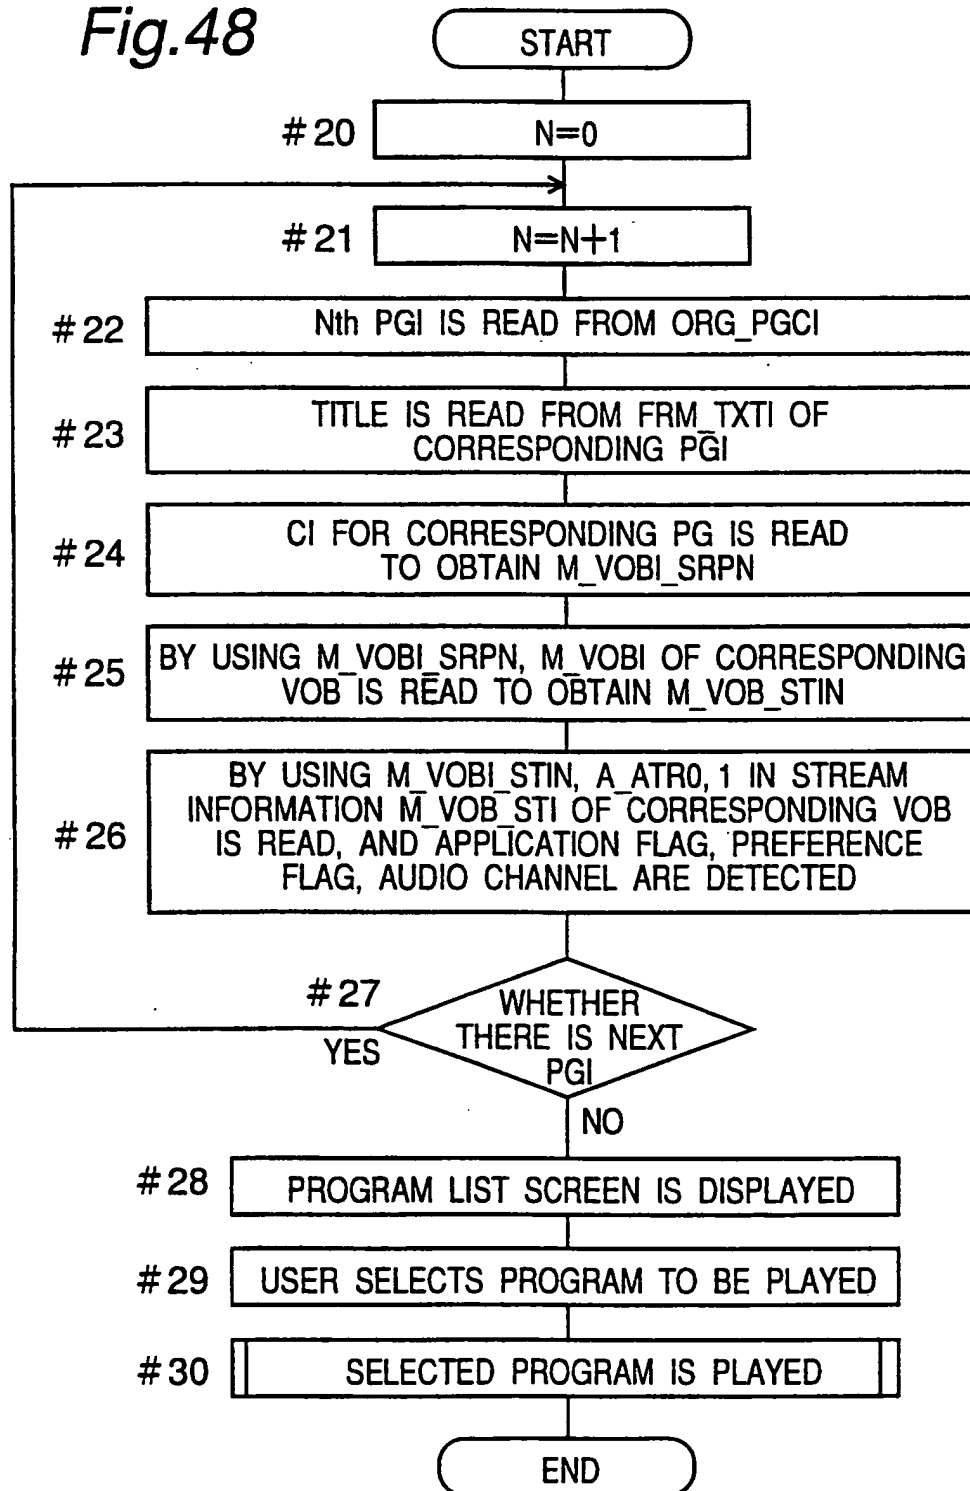 Fig.48
START
#20
N=0
#21
N=N+1
#22
Nth PGI IS READ FROM ORG_PGCI
#23
TITLE IS READ FROM FRM_TXTI OF
CORRESPONDING PGI
#24
CI FOR CORRESPONDING PG IS READ
TO OBTAIN M_VOBI_SRPN
#25
BY USING M_VOBI_SRPN, M_VOBI OF CORRESPONDING
VOB IS READ TO OBTAIN M_VOB_STIN
#26
BY USING M_VOBI_STIN, A_ATR0, 1 IN STREAM
INFORMATION M_VOB_STI OF CORRESPONDING VOB
IS READ, AND APPLICATION FLAG, PREFERENCE
FLAG, AUDIO CHANNEL ARE DETECTED
#27
WHETHER
THERE IS NEXT
PGI
YES
NO
#28
PROGRAM LIST SCREEN IS DISPLAYED
#29
USER SELECTS PROGRAM TO BE PLAYED
#30
SELECTED PROGRAM IS PLAYED
END